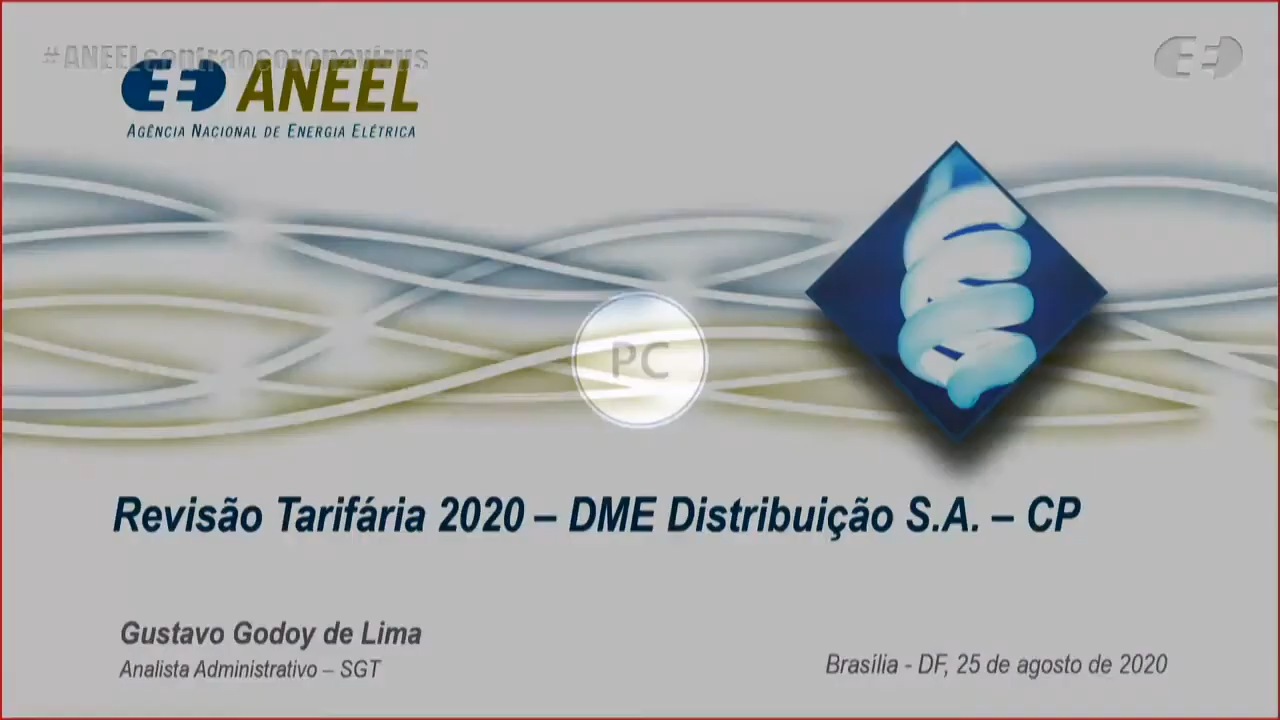 #ANEELcontraocoronavírus
ANEEL
AGÊNCIA NACIONAL DE ENERGIA ELÉTRICA
PC
Revisão Tarifária 2020 – DME Distribuição S.A. – CP
Gustavo Godoy de Lima
Analista Administrativo – SGT
Brasília - DF, 25 de agosto de 2020